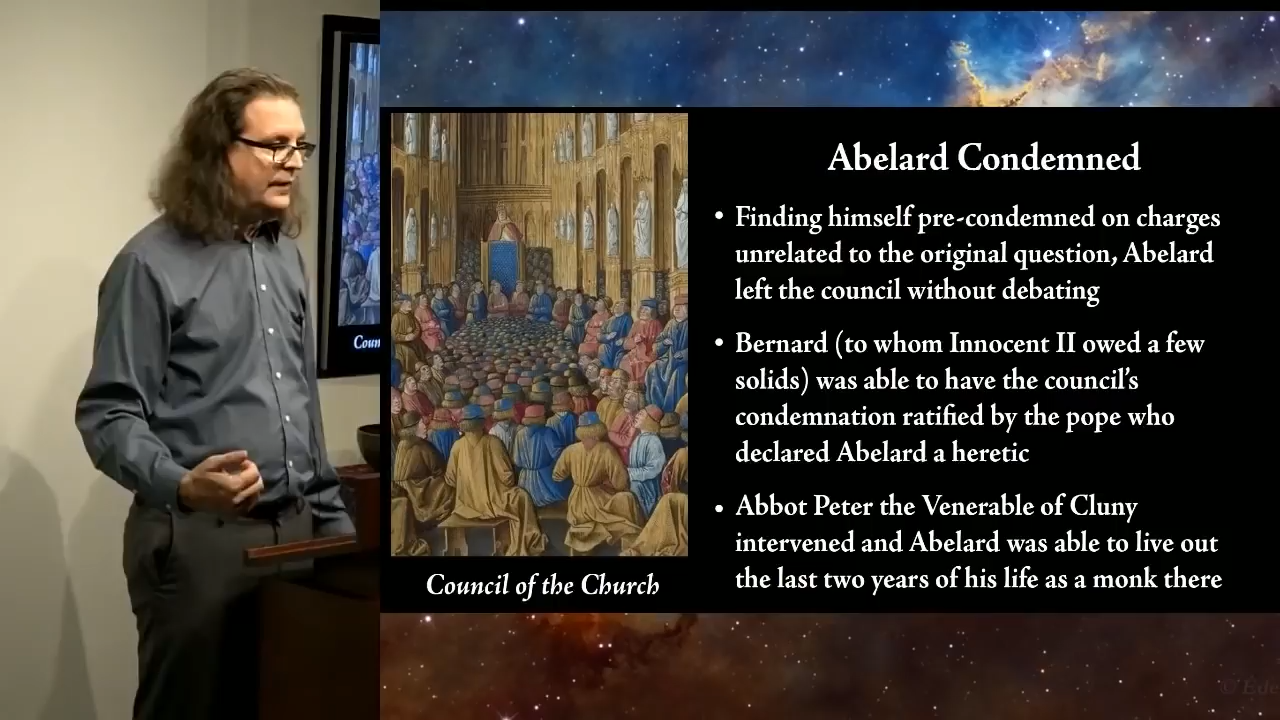 Abelard Condemned
• Finding himself pre-condemned on charges
unrelated to the original question, Abelard
left the council without debating
• Bernard (to whom Innocent II owed a few
solids) was able to have the council's
condemnation ratified by the pope who
declared Abelard a heretic
• Abbot Peter the Venerable of Cluny
intervened and Abelard was able to live out
the last two years of his life as a monk there
Council of the Church
Coun